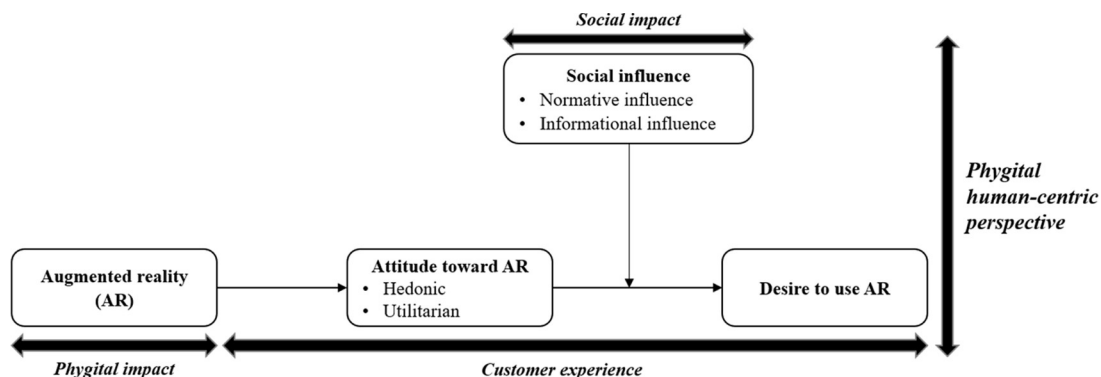 Social impact
Social influence
• Normative influence
• Informational influence
Phygital
human-centric
perspective
Augmented reality
(AR)
Attitude toward AR
• Hedonic
• Utilitarian
Desire to use AR
Phygital impact
Customer experience